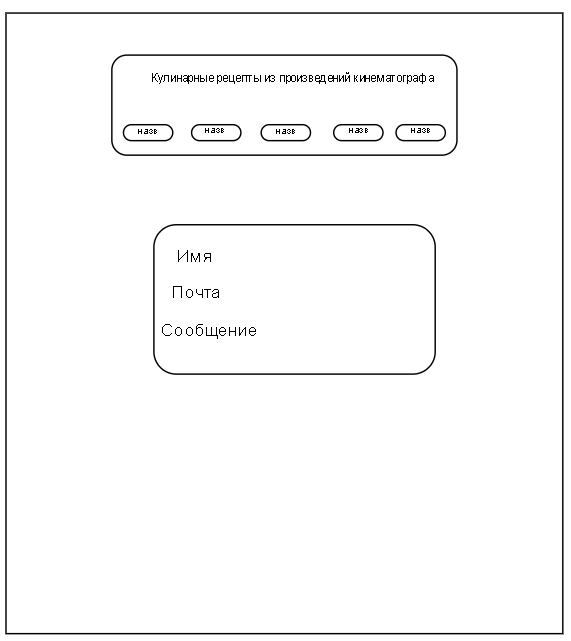 Кулинарные рецепты из произведений кинематографа
назв назв назв назв назв
Имя
Почта
Сообщение